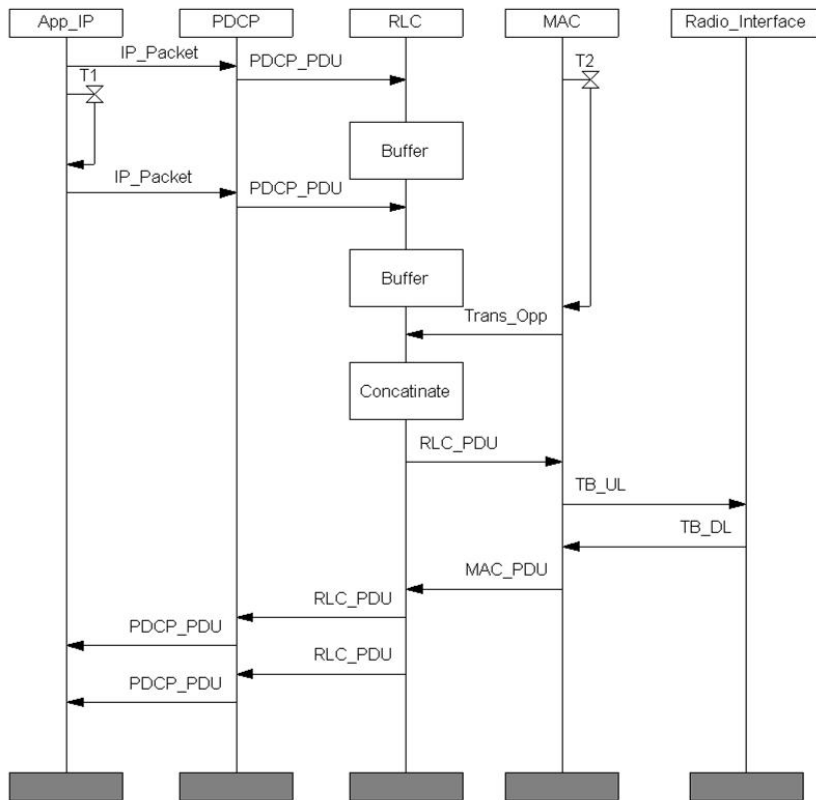 App_IP PDCP RLC MAC Radio_Interface
IP_Packet
PDCP_PDU
T1
T2
Buffer
IP_Packet
PDCP_PDU
Buffer
Trans_Opp
Concatinate
RLC_PDU
TB_UL
TB_DL
MAC_PDU
RLC_PDU
PDCP_PDU
RLC_PDU
PDCP_PDU